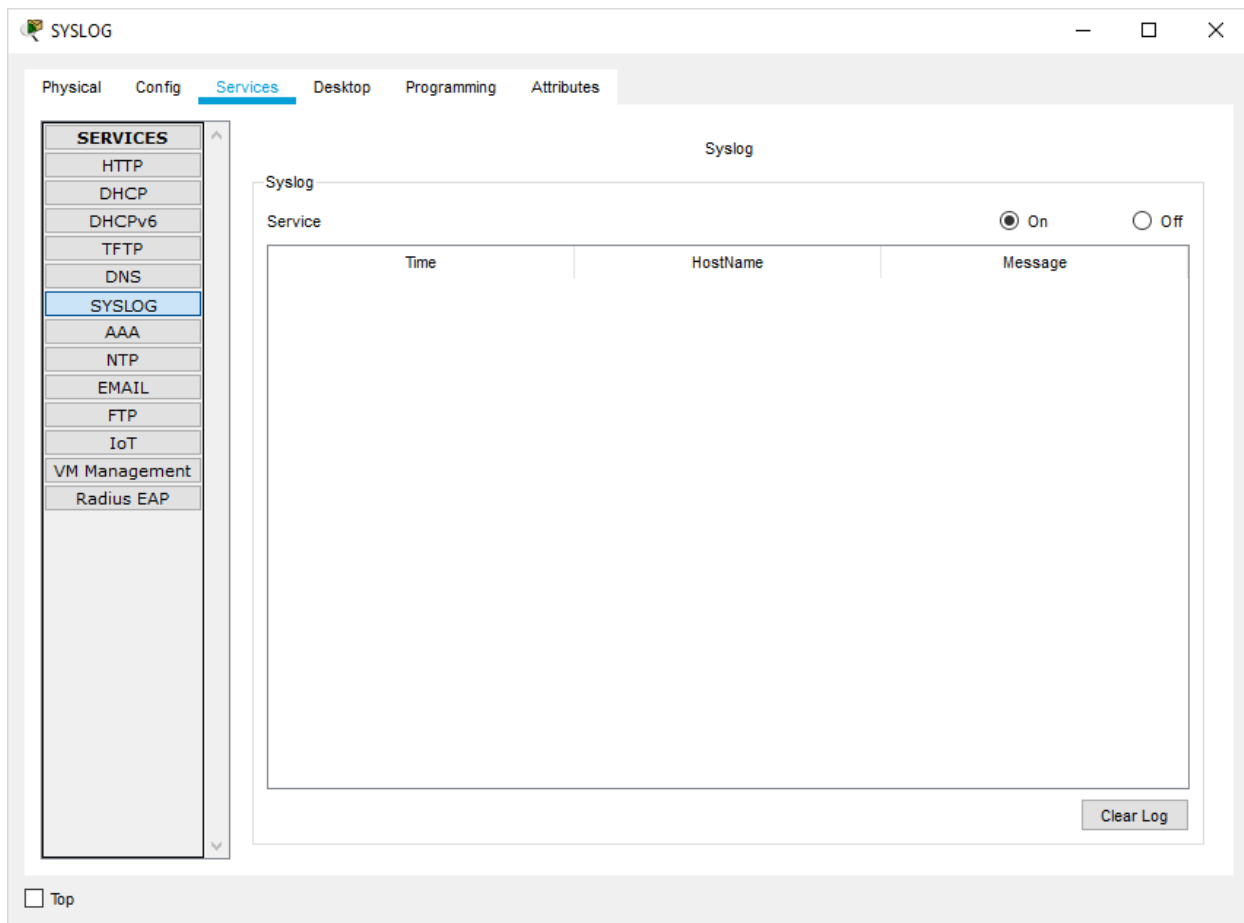 SYSLOG
Physical Config Services Desktop Programming Attributes
SERVICES
HTTP
DHCP
DHCPv6
TFTP
DNS
SYSLOG
AAA
NTP
EMAIL
FTP
IoT
VM Management
Radius EAP
Syslog
Syslog
Service On Off
Time HostName Message
Clear Log
Top